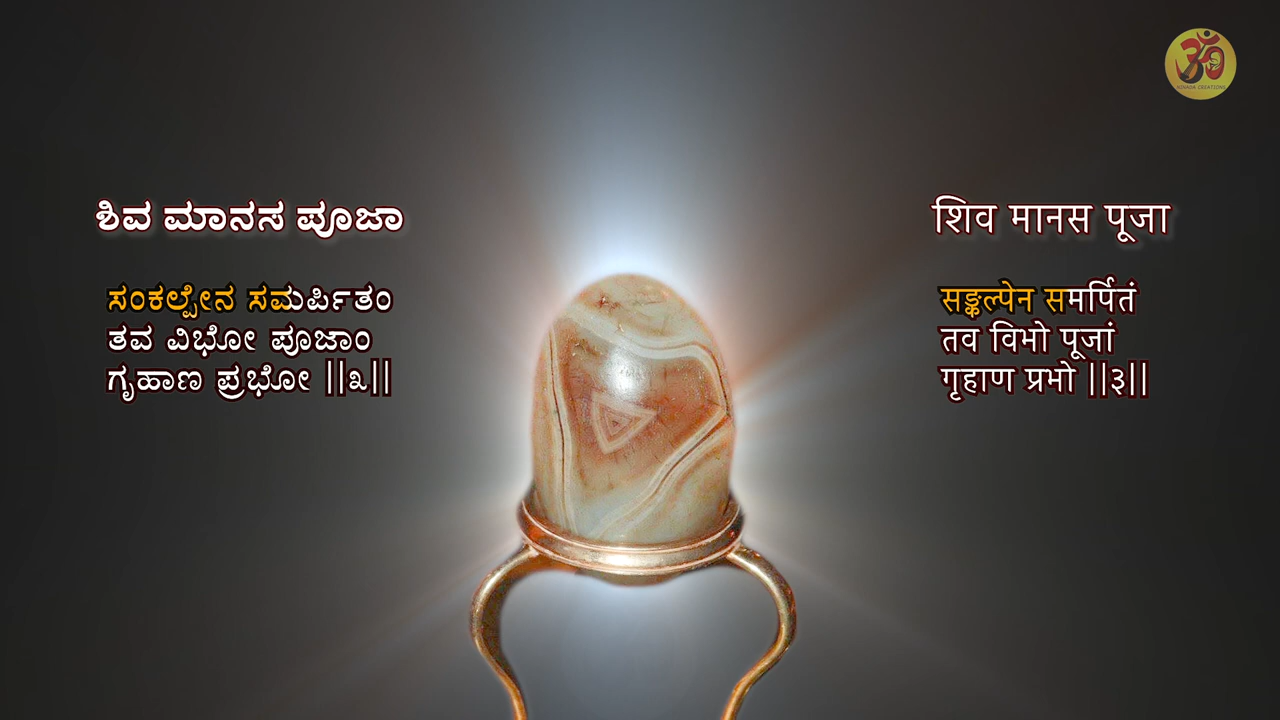 ಶಿವ ಮಾನಸ ಪೂಜಾ
ಸಂಕಲ್ಪೇನ ಸಮರ್ಪಿತಂ
ತವ ವಿಭೋ ಪೂಜಾಂ
ಗೃಹಾಣ ಪ್ರಭೋ ||೩||
शिव मानस पूजा
सङ्कल्पेन समर्पितं
तव विभो पूजां
गृहाण प्रभो ||३||